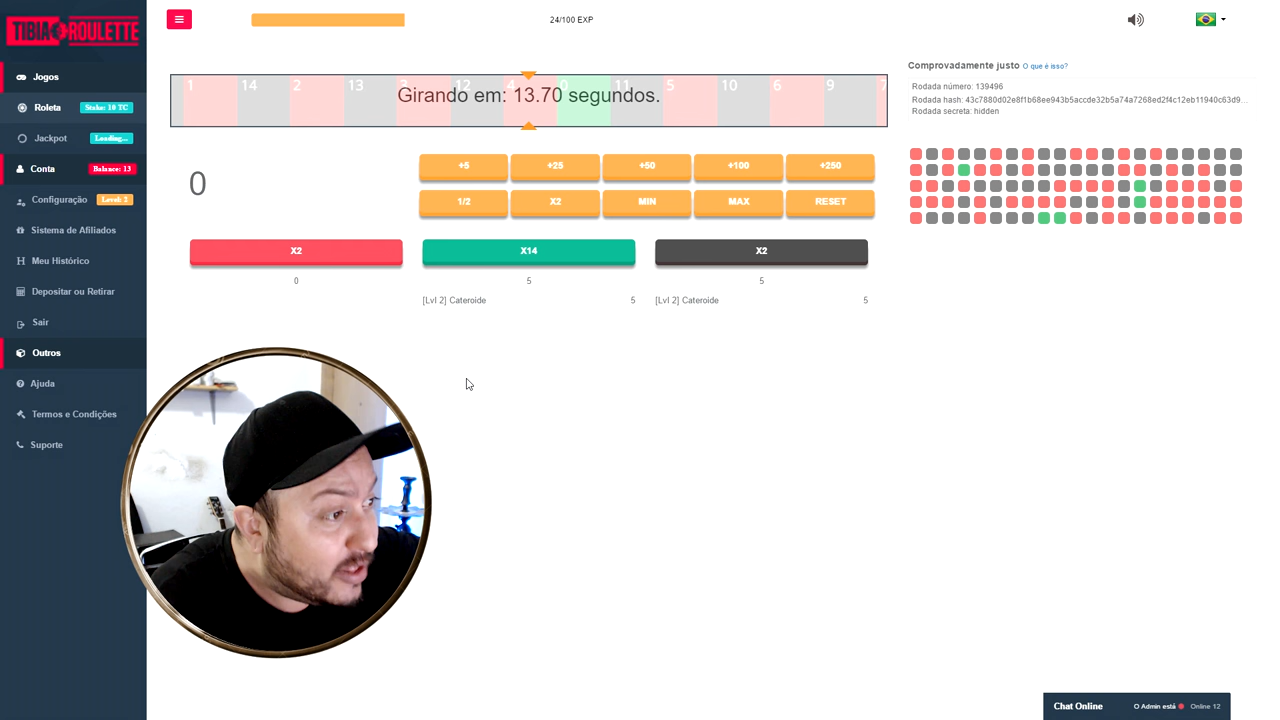 TIBIA ROULETTE
24/100 EXP
Jogos
Roleta
Stake: 10 TC
Jackpot
Loading...
Conta
Balance: 13
Configuração
Level: 2
Sistema de Afiliados
Meu Histórico
Depositar ou Retirar
Sair
Outros
Ajuda
Termos e Condições
Suporte
1 14 2 13 3 12 4 0 11 5 10 6 9 7
Girando em: 13.70 segundos.
0
+5 +25 +50 +100 +250
1/2 X2 MIN MAX RESET
X2 X14 X2
0 5 5
[Lvl 2] Cateroide 5 [Lvl 2] Cateroide 5
Comprovadamente justo O que é isso?
Rodada número: 139496
Rodada hash: 43c7880d02e8f1b68ee943b5accde32b5a74a7268ed2f4c12eb11940c63d9...
Rodada secreta: hidden
Chat Online O Admin está Online 12